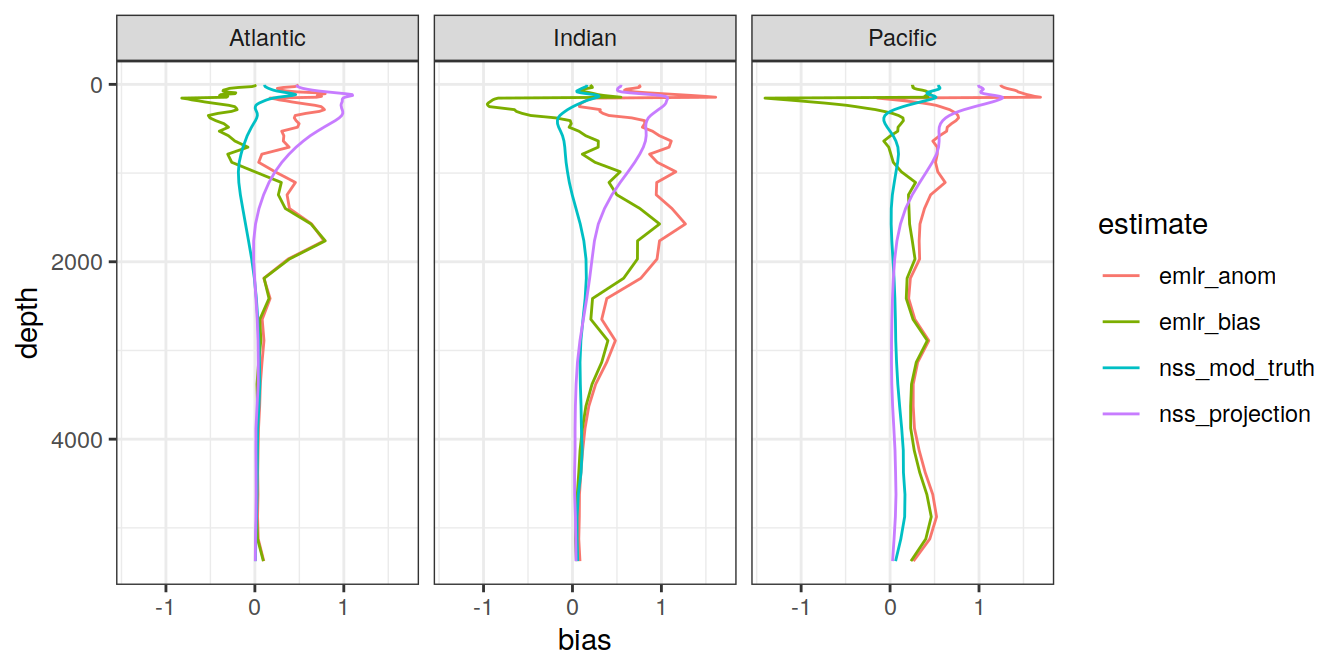 Atlantic Indian Pacific
0
2000
4000
depth
-1 0 1 -1 0 1 -1 0 1
bias
estimate
emlr_anom
emlr_bias
nss_mod_truth
nss_projection